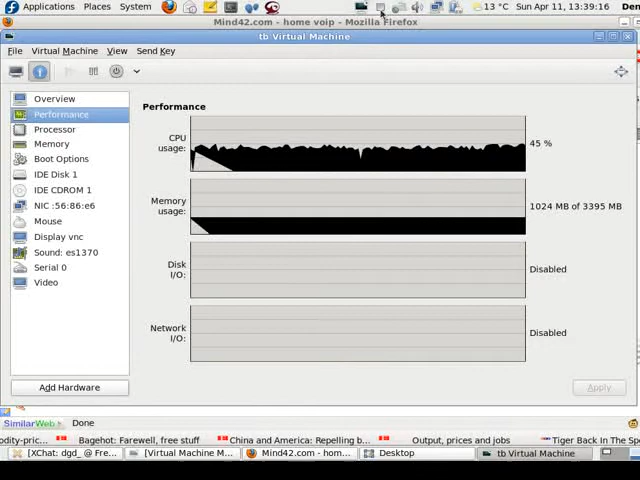 Applications Places System 13 °C Sun Apr 11, 13:39:16 Den
Mind42.com - home voip - Mozilla Firefox
tb Virtual Machine
File Virtual Machine View Send Key
Overview
Performance
Processor
Memory
Boot Options
IDE Disk 1
IDE CDROM 1
NIC :56:86:e6
Mouse
Display vnc
Sound: es1370
Serial 0
Video
Add Hardware
Performance
CPU usage: 45 %
Memory usage: 1024 MB of 3395 MB
Disk I/O: Disabled
Network I/O: Disabled
Apply
SimilarWeb Done
odity-pric... Bagehot: Farewell, free stuff China and America: Repelling b... Output, prices and jobs Tiger Back In The Sp
[XChat: dgd_ @ Fre... [Virtual Machine M... Mind42.com - hom... Desktop tb Virtual Machine